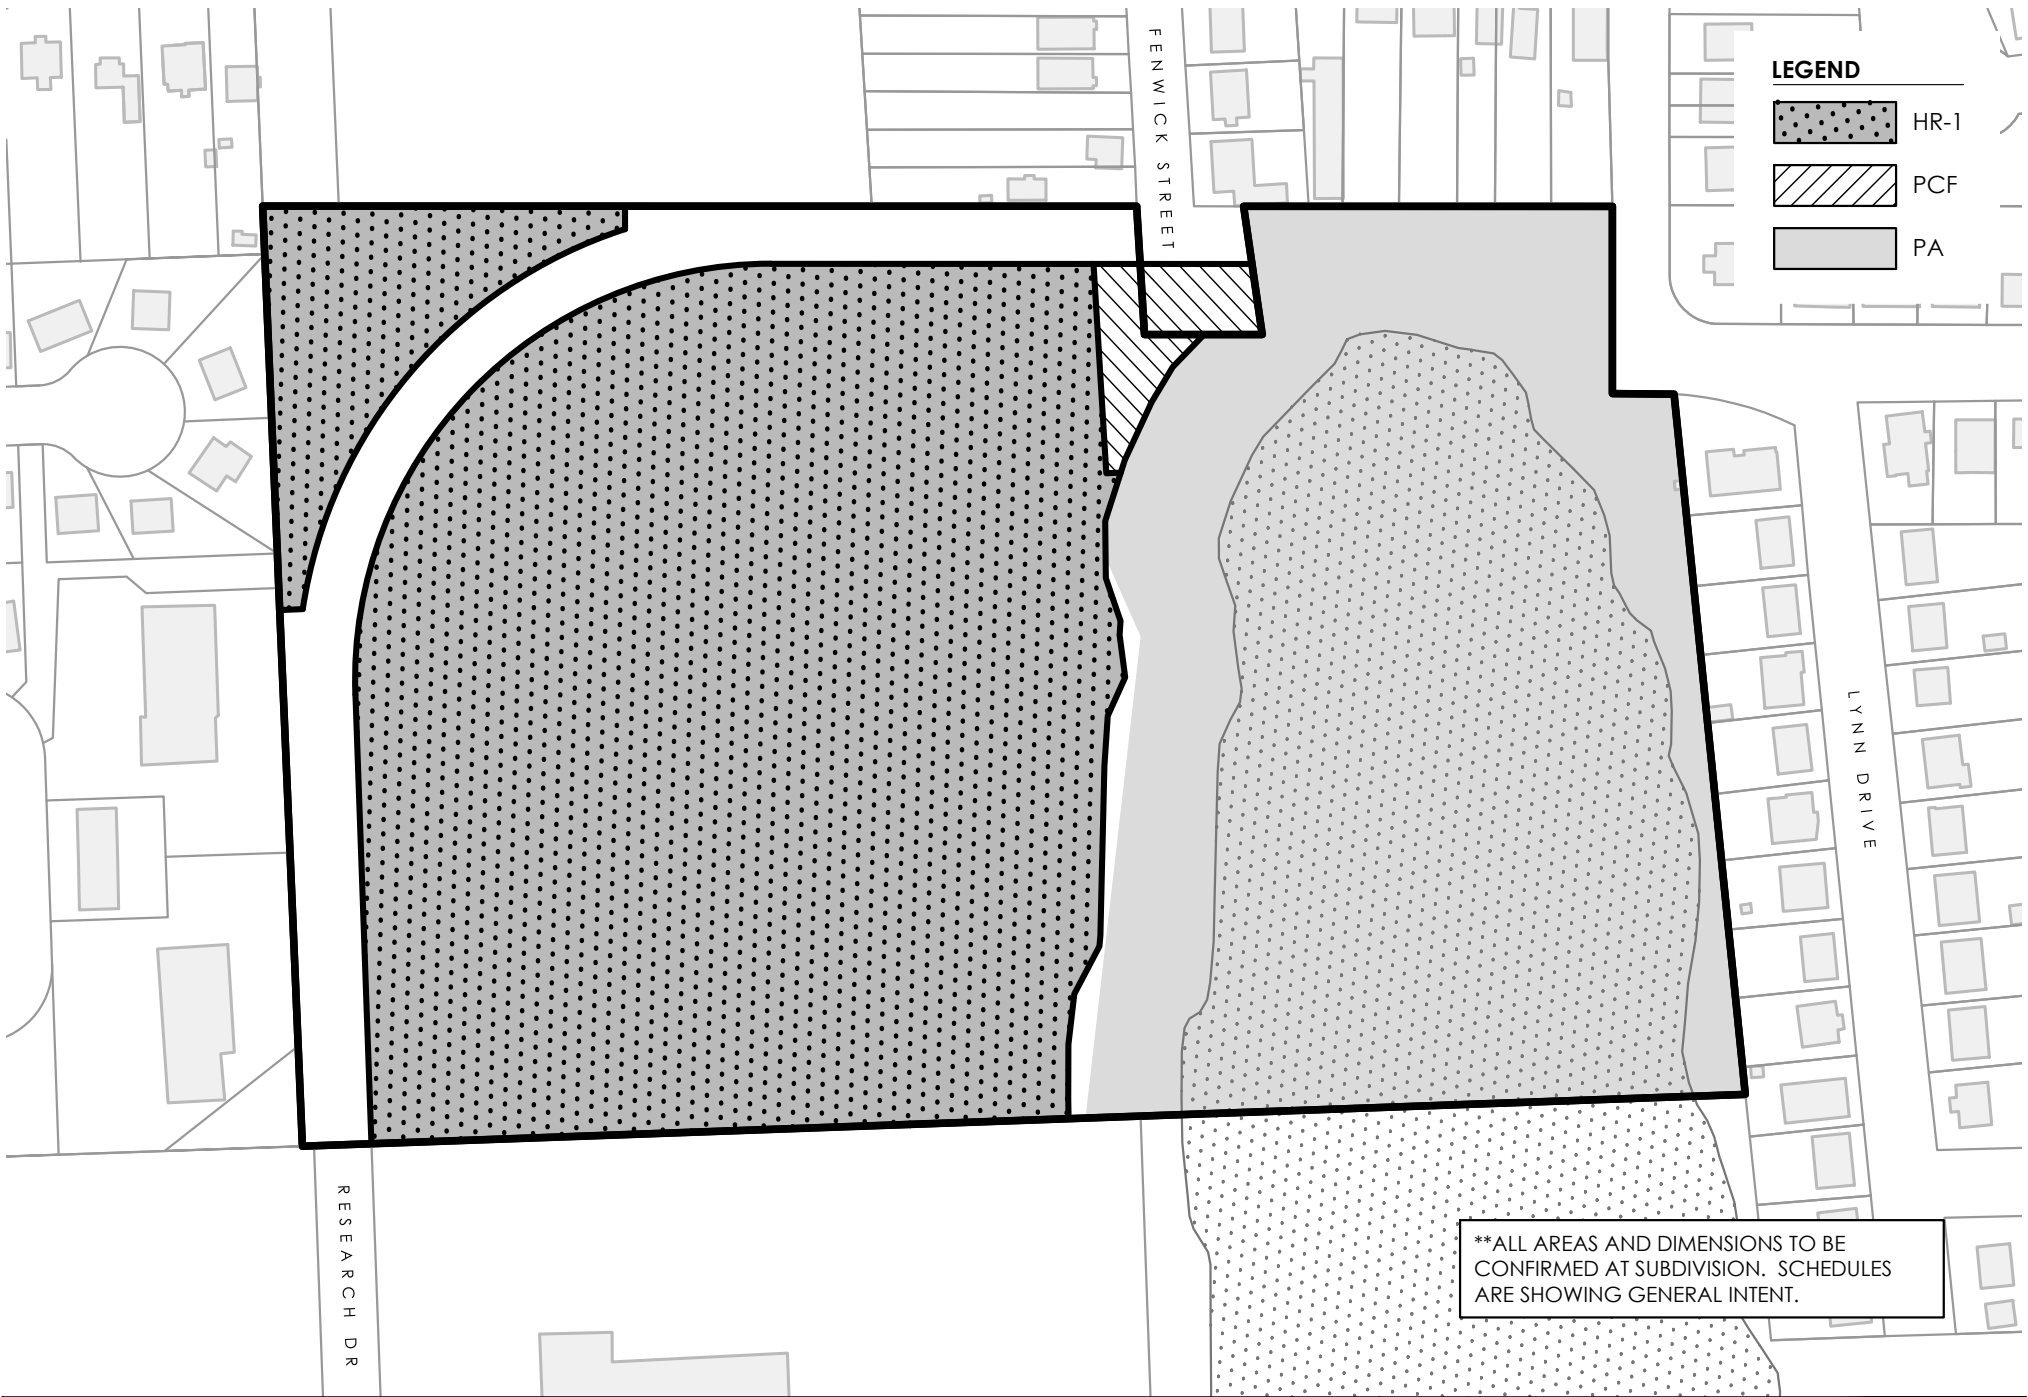 FENWICK STREET
LEGEND
HR-1
PCF
PA
LYNN DRIVE
RESEARCH DR
**ALL AREAS AND DIMENSIONS TO BE
CONFIRMED AT SUBDIVISION. SCHEDULES
ARE SHOWING GENERAL INTENT.